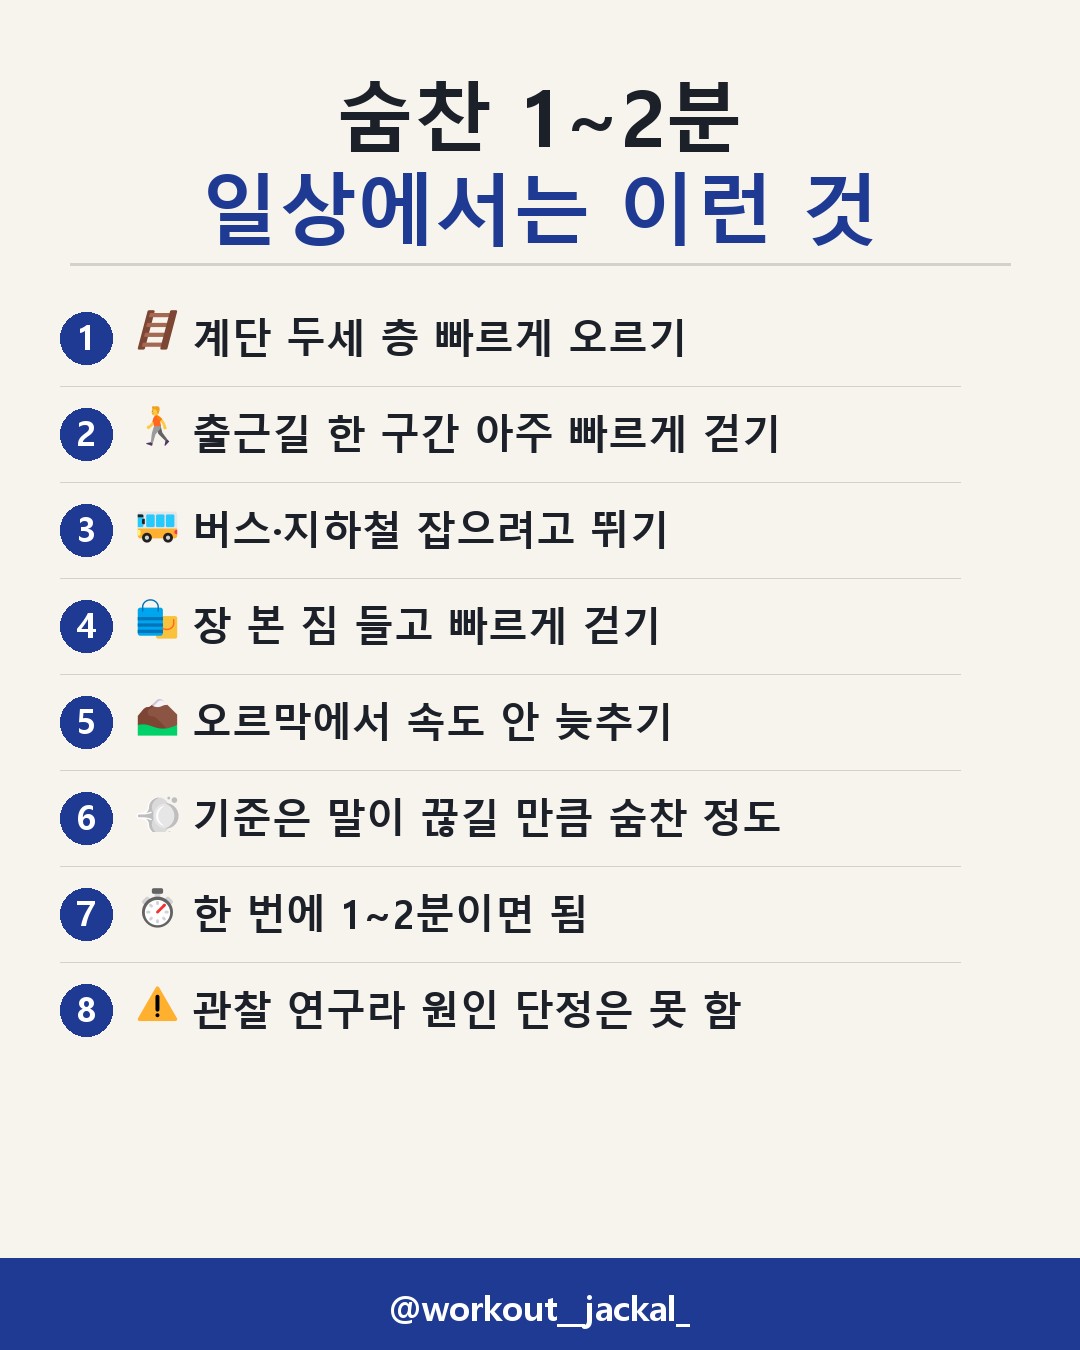 숨찬 1~2분
일상에서는 이런 것
1 계단 두세 층 빠르게 오르기
2 출근길 한 구간 아주 빠르게 걷기
3 버스·지하철 잡으려고 뛰기
4 장 본 짐 들고 빠르게 걷기
5 오르막에서 속도 안 늦추기
6 기준은 말이 끊길 만큼 숨찬 정도
7 한 번에 1~2분이면 됨
8 관찰 연구라 원인 단정은 못 함
@workout__jackal_